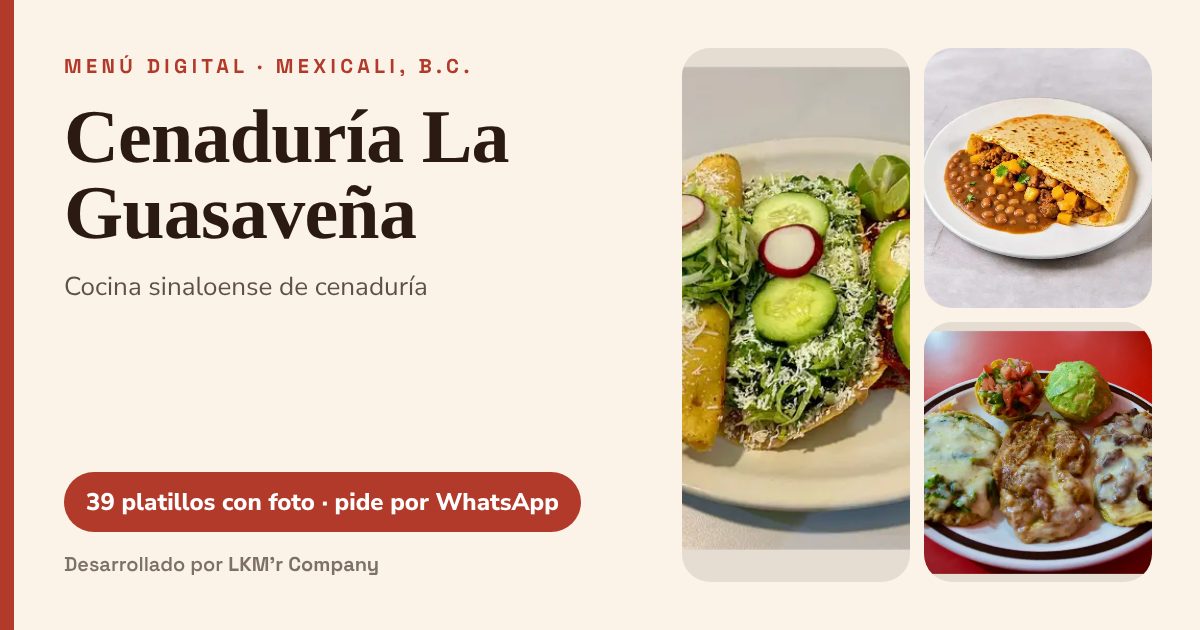 MENÚ DIGITAL · MEXICALI, B.C.
Cenaduría La
Guasaveña
Cocina sinaloense de cenaduría
39 platillos con foto · pide por WhatsApp
Desarrollado por LKM’r Company